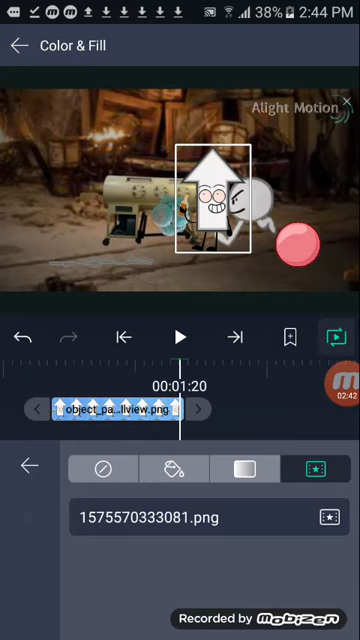 38% 2:44 PM
Color & Fill
Alight Motion
00:01:20
object_pa...llview.png
02:42
1575570333081.png
Recorded by mobizen